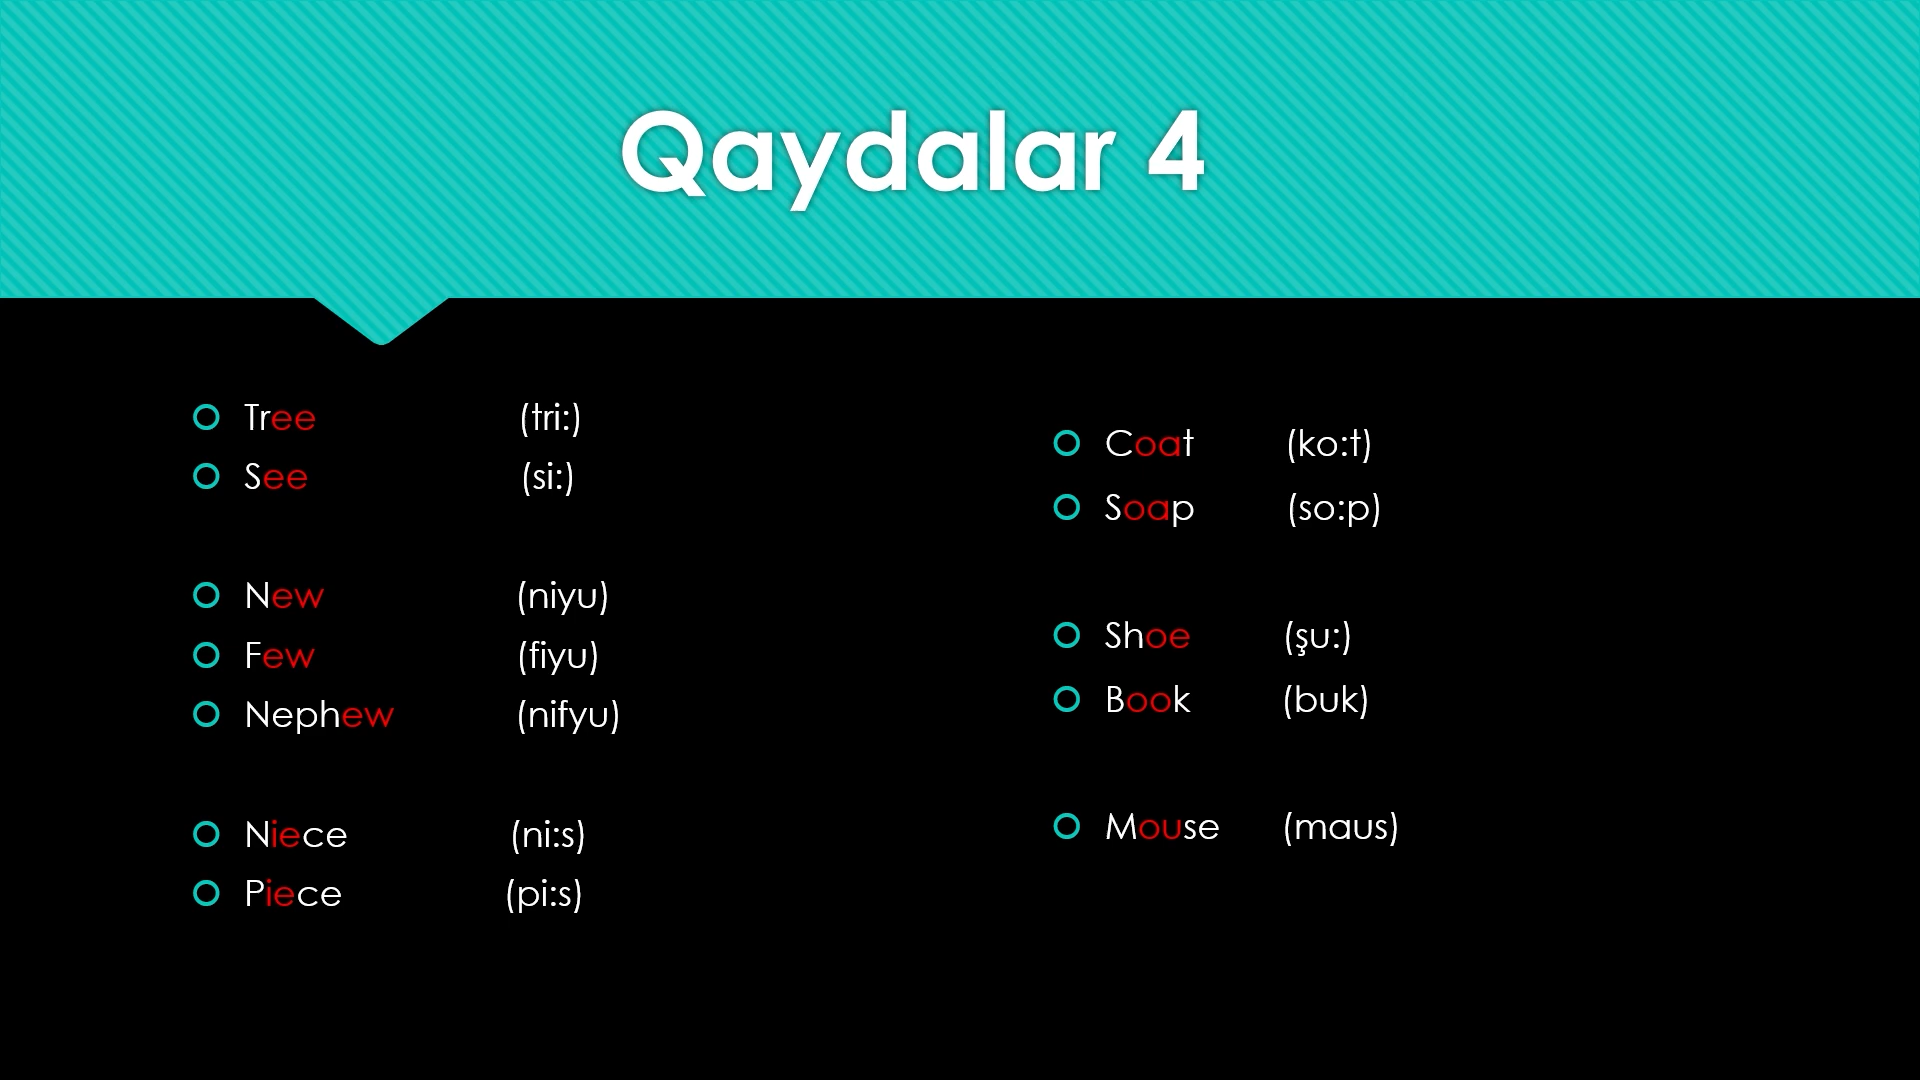 Qaydalar 4
Tree (tri:)
See (si:)
New (niyu)
Few (fiyu)
Nephew (nifyu)
Niece (ni:s)
Piece (pi:s)
Coat (ko:t)
Soap (so:p)
Shoe (şu:)
Book (buk)
Mouse (maus)